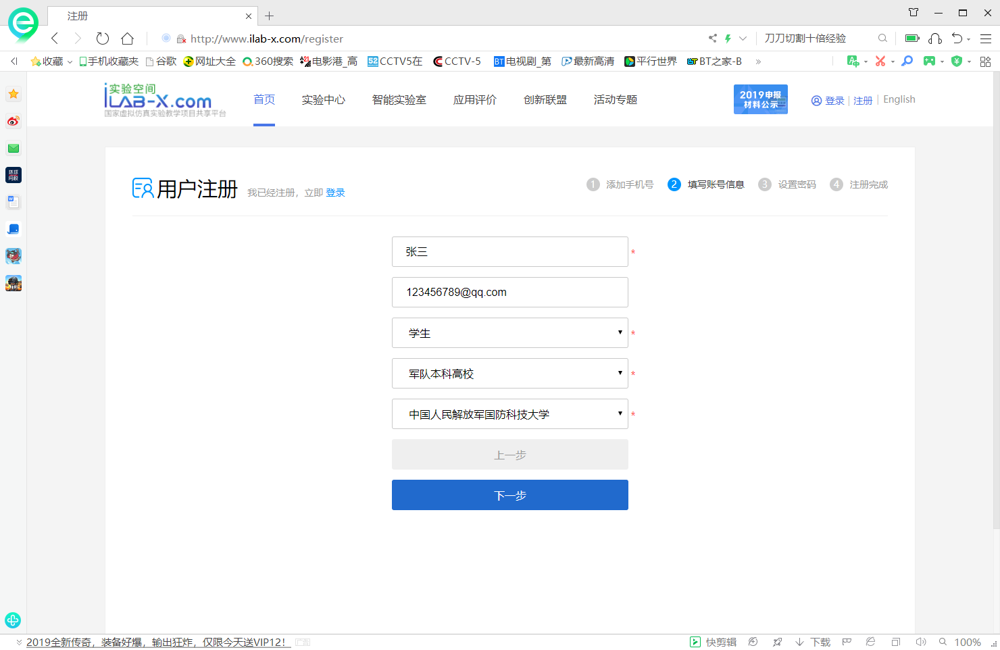 注册
http://www.ilab-x.com/register
刀刀切割十倍经验
收藏 手机收藏夹 谷歌 网址大全 360搜索 电影港_高 CCTV5在 CCTV-5 电视剧_第 最新高清 平行世界 BT之家-B »
实验空间
iLAB-X.com
国家虚拟仿真实验教学项目共享平台
首页 实验中心 智能实验室 应用评价 创新联盟 活动专题
2019申报
材料公示
登录 | 注册 | English
用户注册 我已经注册，立即 登录
1 添加手机号 2 填写账号信息 3 设置密码 4 注册完成
张三 *
123456789@qq.com
学生 *
军队本科高校 *
中国人民解放军国防科技大学 *
上一步
下一步
2019全新传奇，装备好爆，输出狂炸，仅限今天送VIP12！
快剪辑 下载 100%